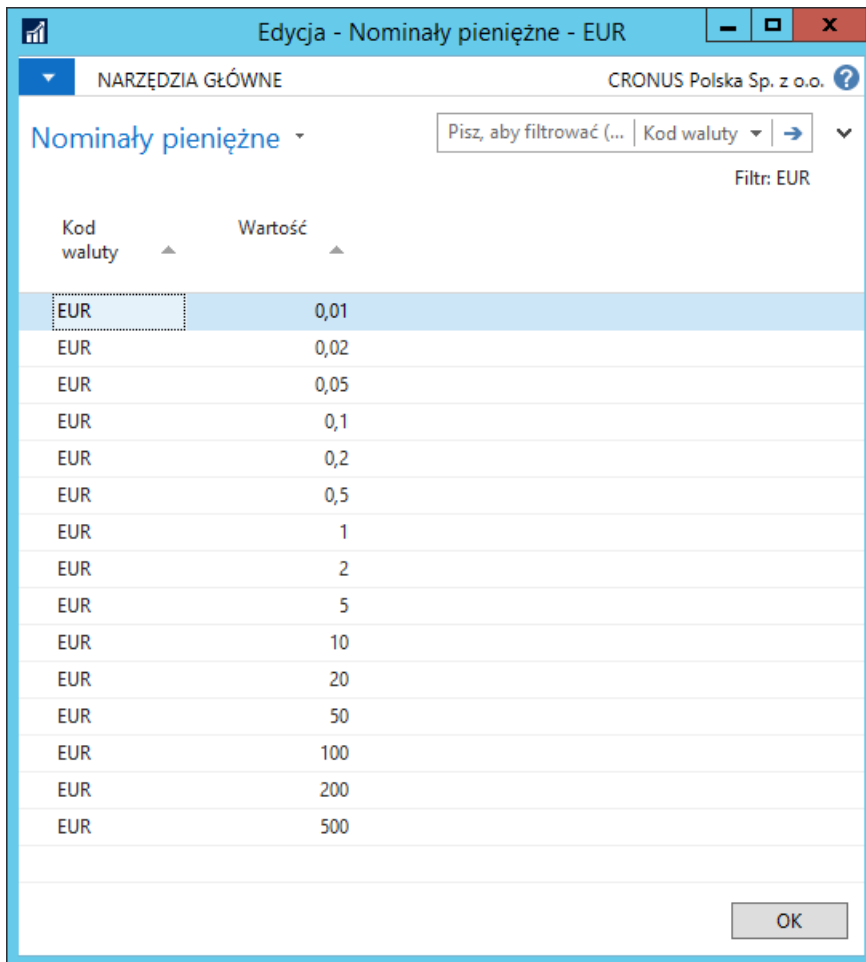 Edycja - Nominały pieniężne - EUR
NARZĘDZIA GŁÓWNE CRONUS Polska Sp. z o.o. ?
Nominały pieniężne Pisz, aby filtrować (... Kod waluty
Filtr: EUR
Kod waluty Wartość
EUR 0,01
EUR 0,02
EUR 0,05
EUR 0,1
EUR 0,2
EUR 0,5
EUR 1
EUR 2
EUR 5
EUR 10
EUR 20
EUR 50
EUR 100
EUR 200
EUR 500
OK